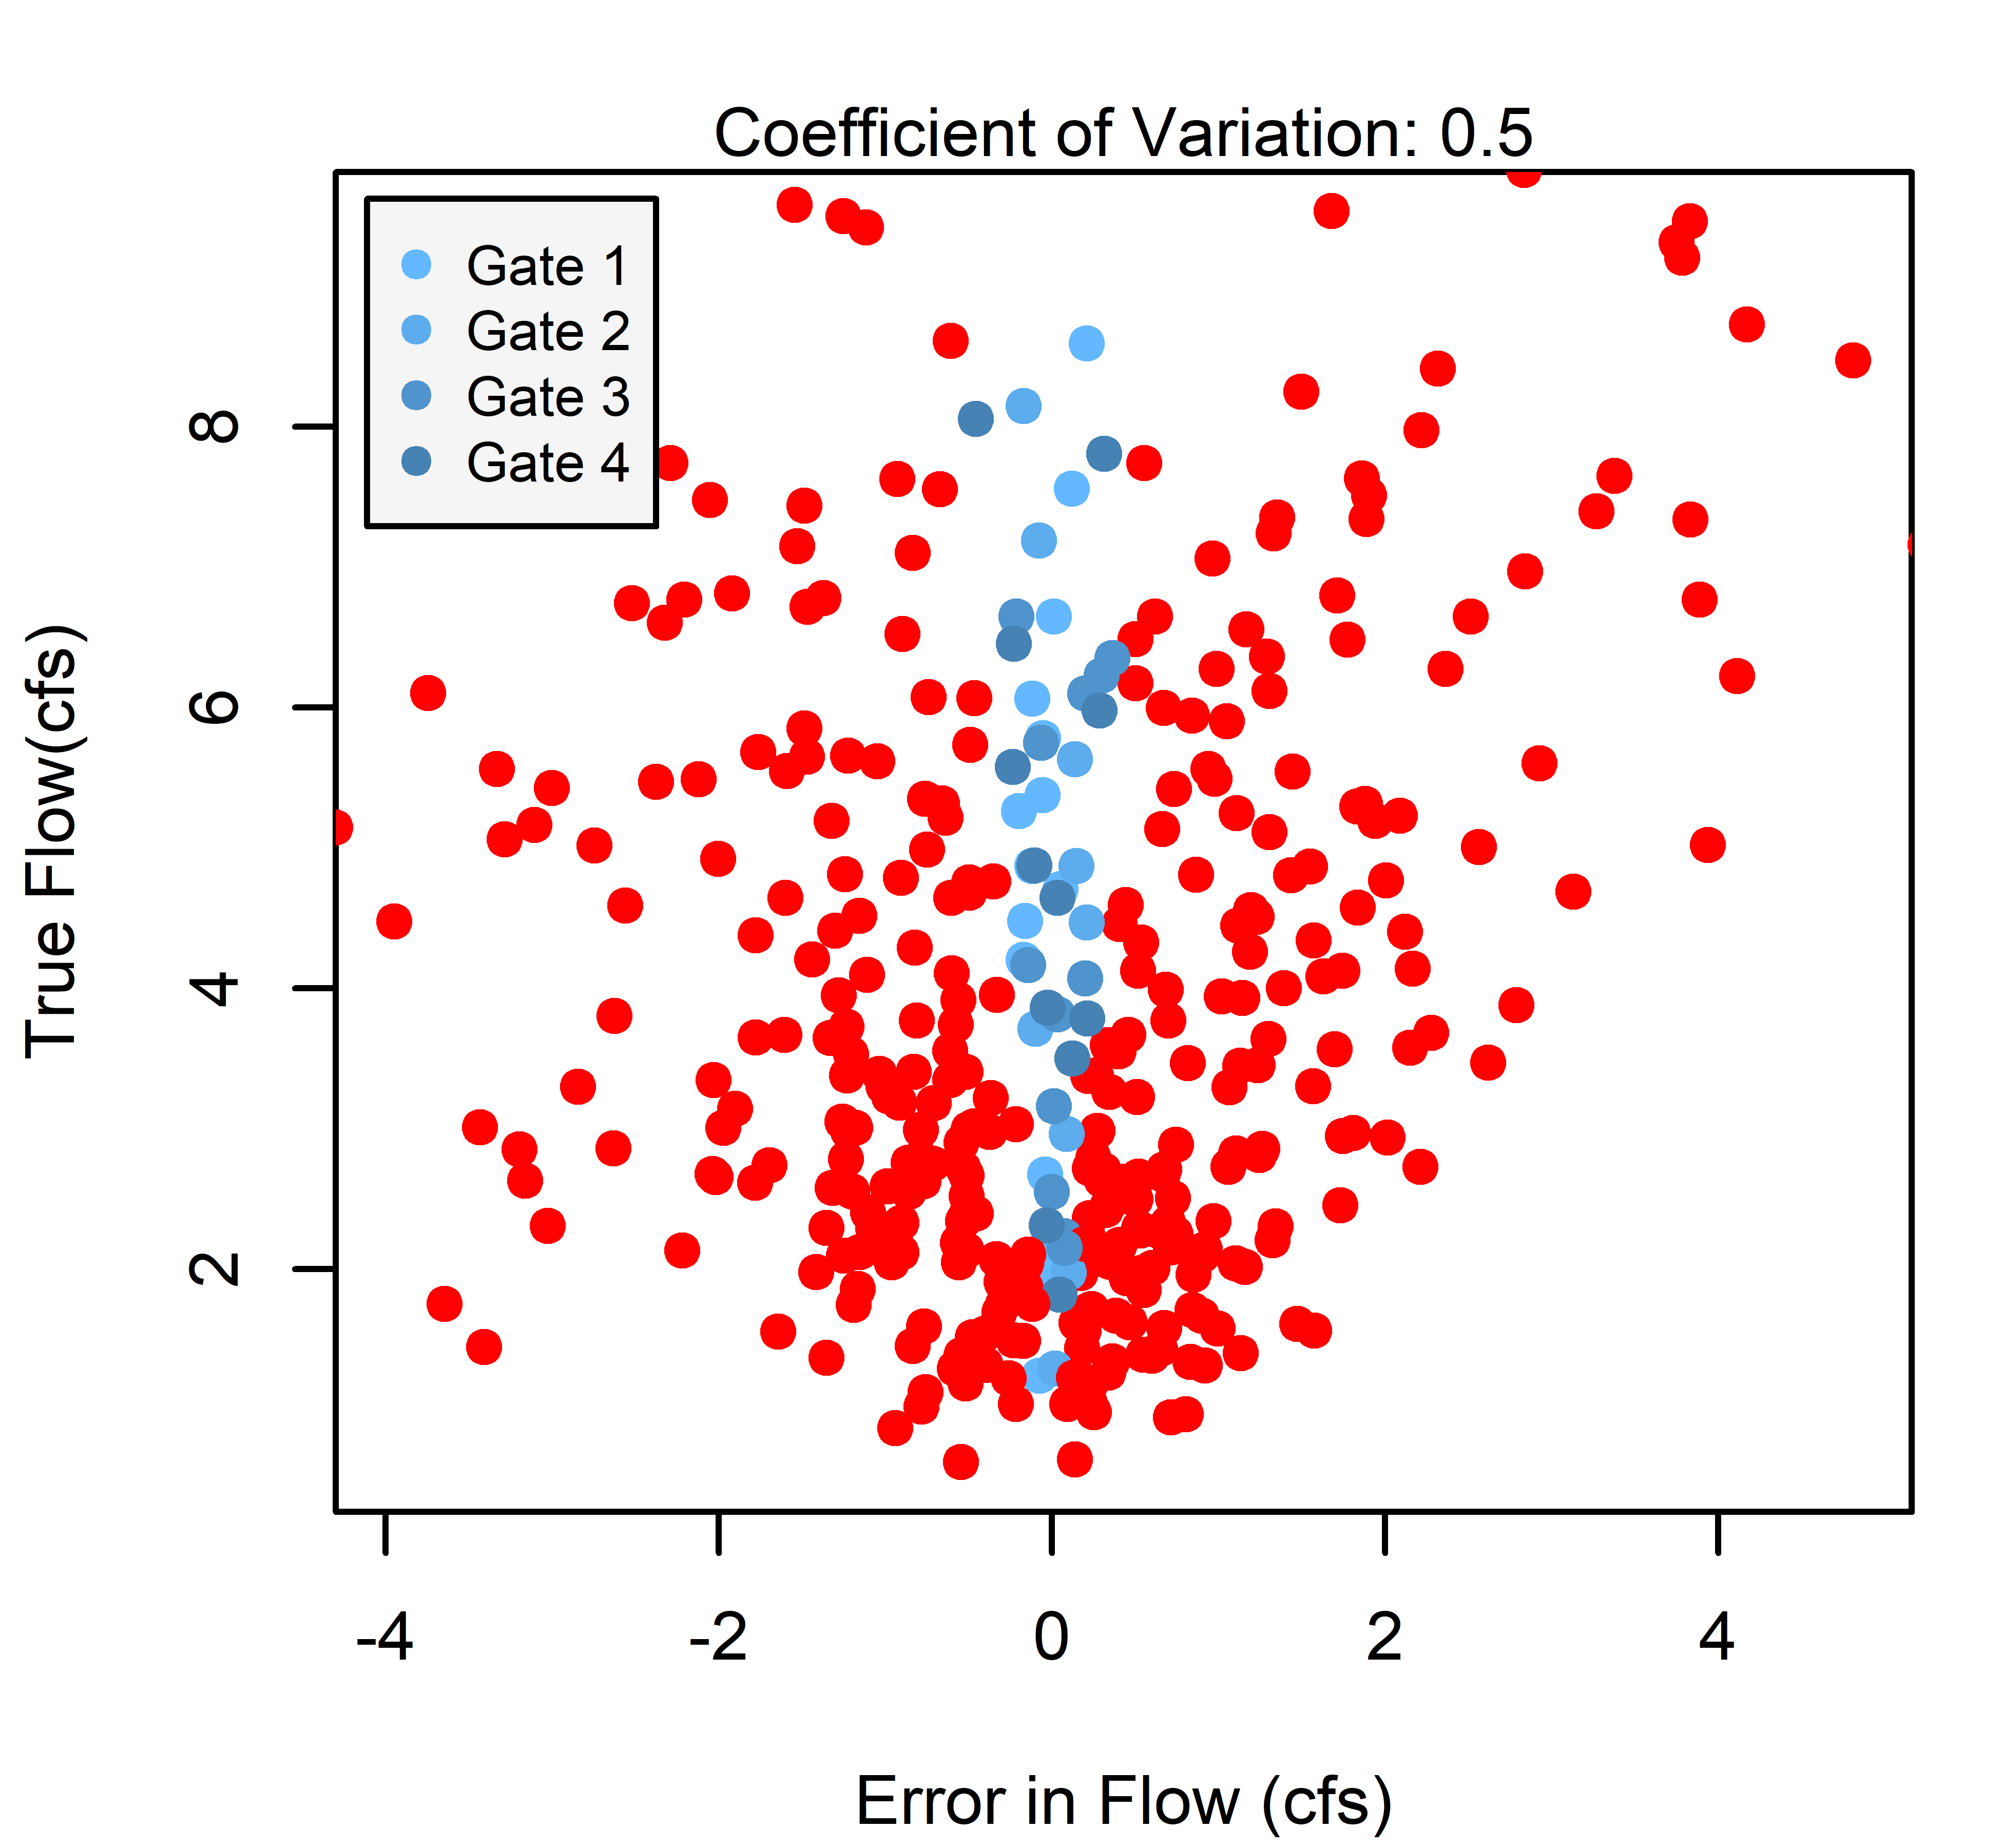 Coefficient of Variation: 0.5
Gate 1
Gate 2
Gate 3
Gate 4
8
6
4
2
True Flow(cfs)
-4 -2 0 2 4
Error in Flow (cfs)